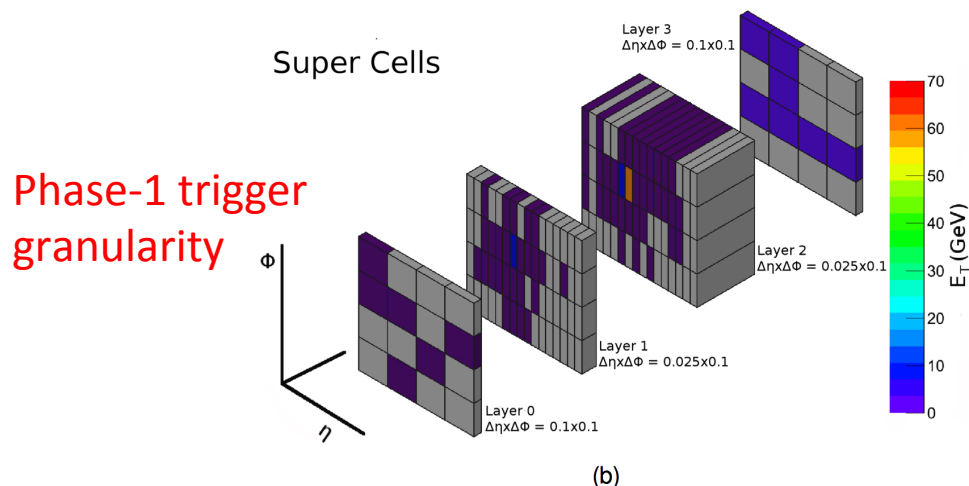 Super Cells
Phase-1 trigger
granularity
Layer 3
ΔηxΔΦ = 0.1x0.1
Layer 2
ΔηxΔΦ = 0.025x0.1
Layer 1
ΔηxΔΦ = 0.025x0.1
Layer 0
ΔηxΔΦ = 0.1x0.1
Φ
η
70
60
50
40
30
20
10
0
E_T (GeV)
(b)